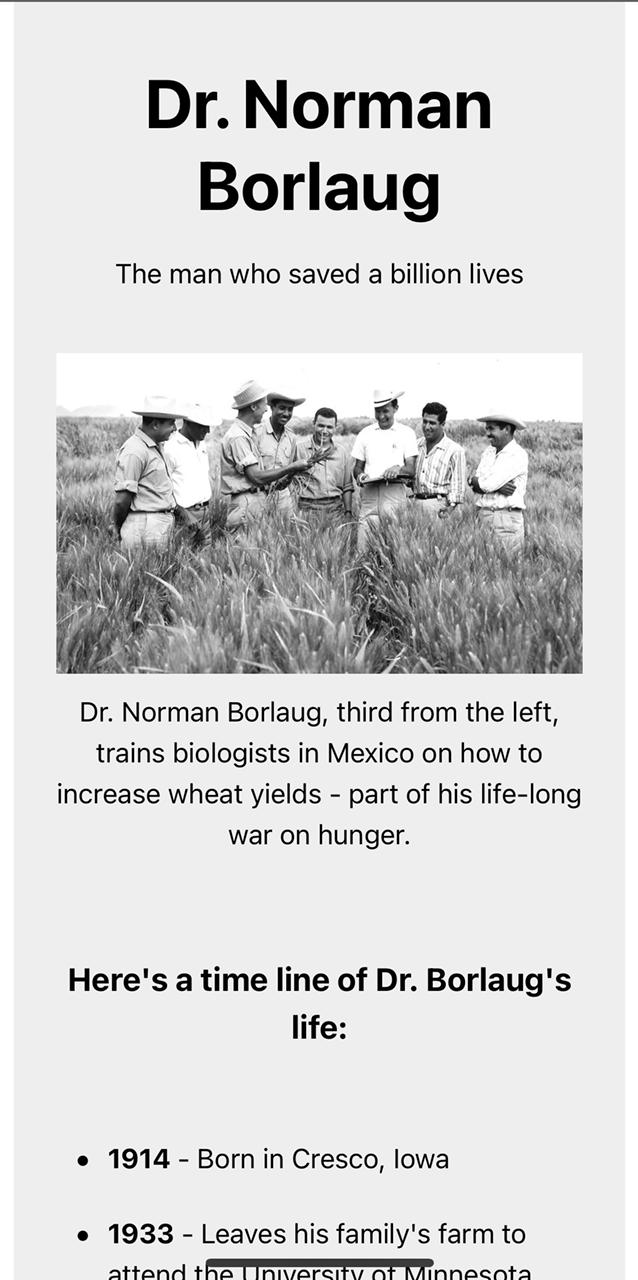 Dr. Norman
Borlaug
The man who saved a billion lives
Dr. Norman Borlaug, third from the left,
trains biologists in Mexico on how to
increase wheat yields - part of his life-long
war on hunger.
Here's a time line of Dr. Borlaug's
life:
• 1914 - Born in Cresco, Iowa
• 1933 - Leaves his family's farm to
attend the University of Minnesota